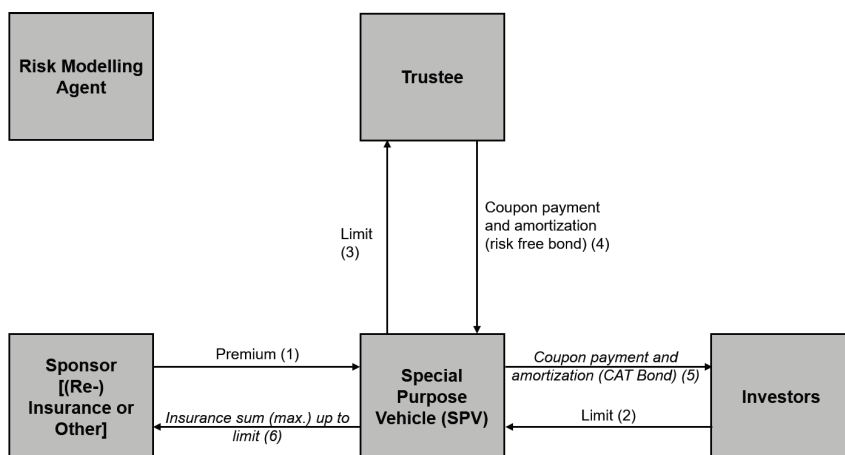 Risk Modelling
Agent
Trustee
Limit
(3)
Coupon payment
and amortization
(risk free bond) (4)
Sponsor
[(Re-)
Insurance or
Other]
Premium (1)
Insurance sum (max.) up to
limit (6)
Special
Purpose
Vehicle (SPV)
Coupon payment and
amortization (CAT Bond) (5)
Limit (2)
Investors